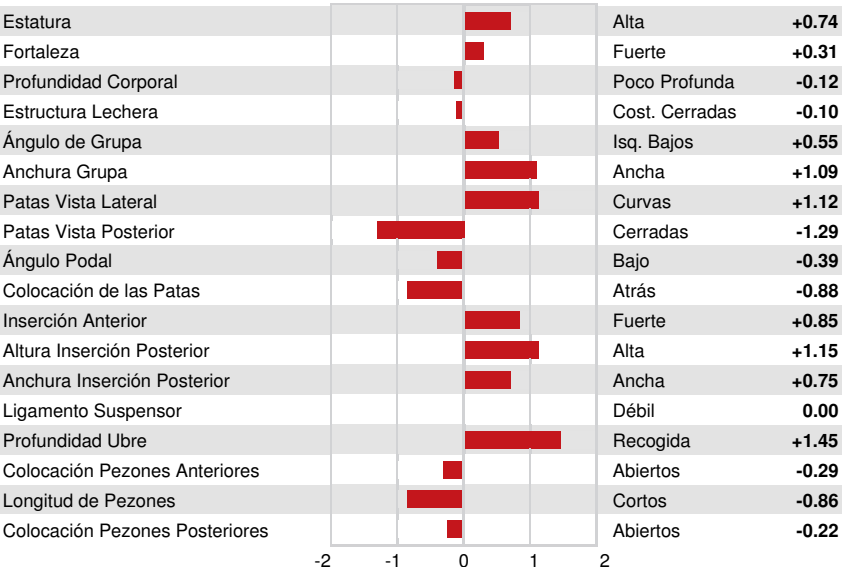 Estatura Alta +0.74
Fortaleza Fuerte +0.31
Profundidad Corporal Poco Profunda -0.12
Estructura Lechera Cost. Cerradas -0.10
Ángulo de Grupa Isq. Bajos +0.55
Anchura Grupa Ancha +1.09
Patas Vista Lateral Curvas +1.12
Patas Vista Posterior Cerradas -1.29
Ángulo Podal Bajo -0.39
Colocación de las Patas Atrás -0.88
Inserción Anterior Fuerte +0.85
Altura Inserción Posterior Alta +1.15
Anchura Inserción Posterior Ancha +0.75
Ligamento Suspensor Débil 0.00
Profundidad Ubre Recogida +1.45
Colocación Pezones Anteriores Abiertos -0.29
Longitud de Pezones Cortos -0.86
Colocación Pezones Posteriores Abiertos -0.22
-2 -1 0 1 2